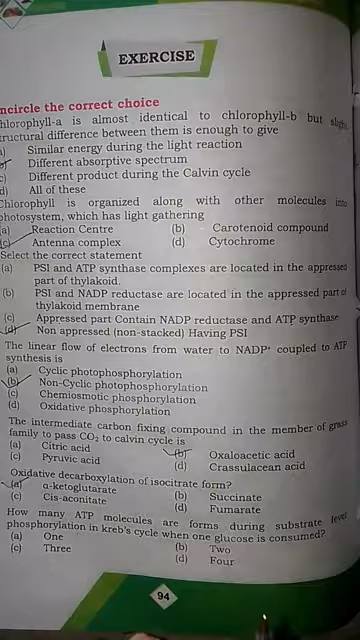 EXERCISE
ncircle the correct choice
hlorophyll-a is almost identical to chlorophyll-b but
tructural difference between them is enough to give
a) Similar energy during the light reaction
b) Different absorptive spectrum
c) Different product during the Calvin cycle
d) All of these
Chlorophyll is organized along with other molecules into
photosystem, which has light gathering
(a) Reaction Centre (b) Carotenoid compound
(c) Antenna complex (d) Cytochrome
Select the correct statement
(a) PSI and ATP synthase complexes are located in the appressed
part of thylakoid.
(b) PSI and NADP reductase are located in the appressed part of
thylakoid membrane
(c) Appressed part Contain NADP reductase and ATP synthase
(d) Non appressed (non-stacked) Having PSI
The linear flow of electrons from water to NADP⁺ coupled to ATP
synthesis is
(a) Cyclic photophosphorylation
(b) Non-Cyclic photophosphorylation
(c) Chemiosmotic phosphorylation
(d) Oxidative phosphorylation
The intermediate carbon fixing compound in the member of grass
family to pass CO₂ to calvin cycle is
(a) Citric acid (b) Oxaloacetic acid
(c) Pyruvic acid (d) Crassulacean acid
Oxidative decarboxylation of isocitrate form?
(a) α-ketoglutarate (b) Succinate
(c) Cis-aconitate (d) Fumarate
How many ATP molecules are forms during substrate level
phosphorylation in kreb's cycle when one glucose is consumed?
(a) One (b) Two
(c) Three (d) Four
94